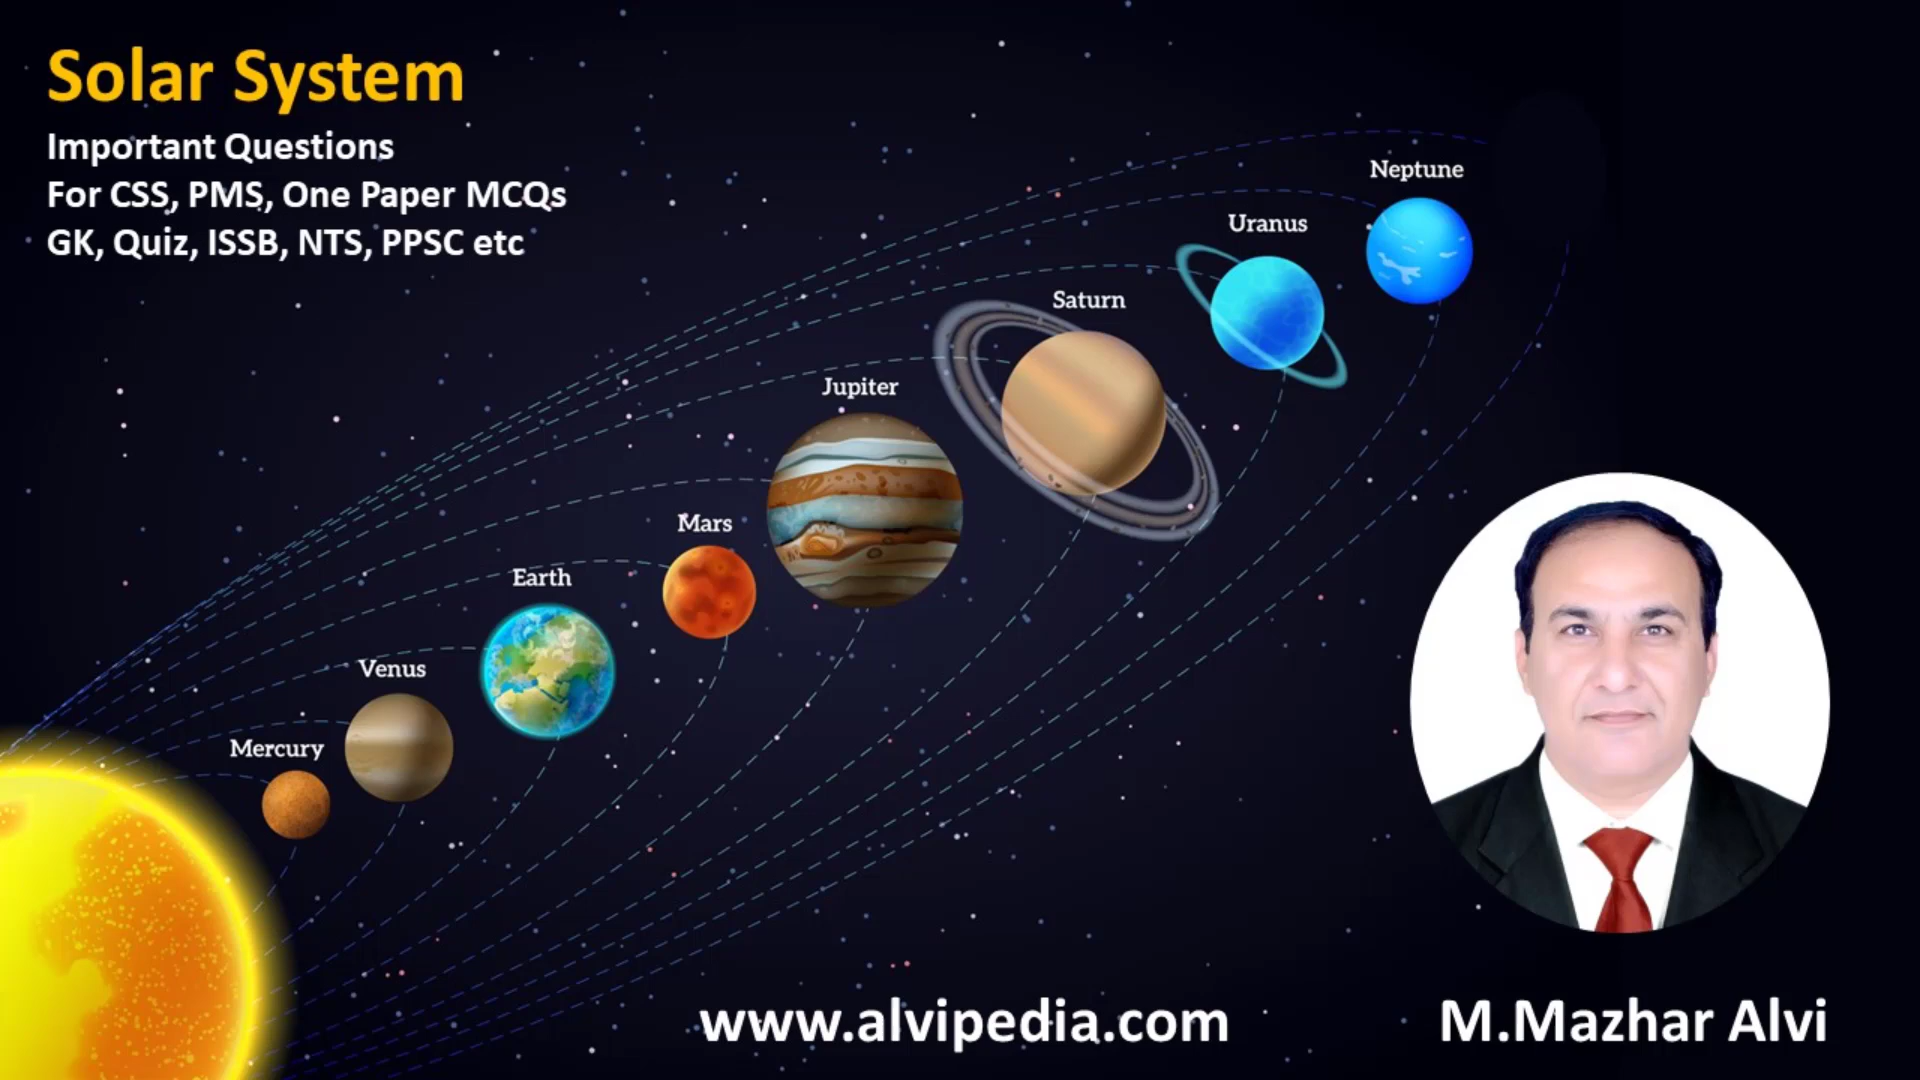 Solar System
Important Questions
For CSS, PMS, One Paper MCQs
GK, Quiz, ISSB, NTS, PPSC etc
Neptune
Uranus
Saturn
Jupiter
Mars
Earth
Venus
Mercury
www.alvipedia.com
M.Mazhar Alvi